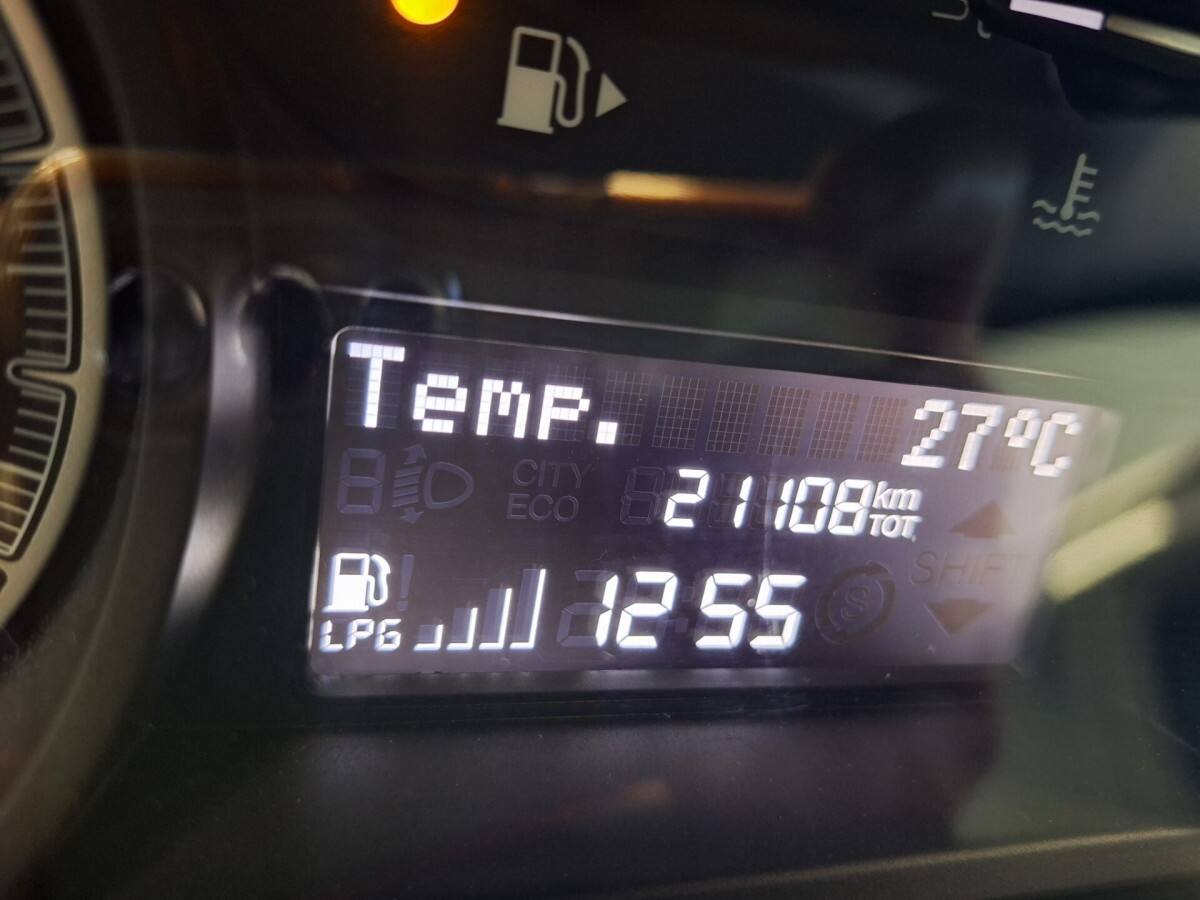 Temp. 27°C
CITY
ECO
21108 km
TOT
SHIFT
S
LPG 12 55